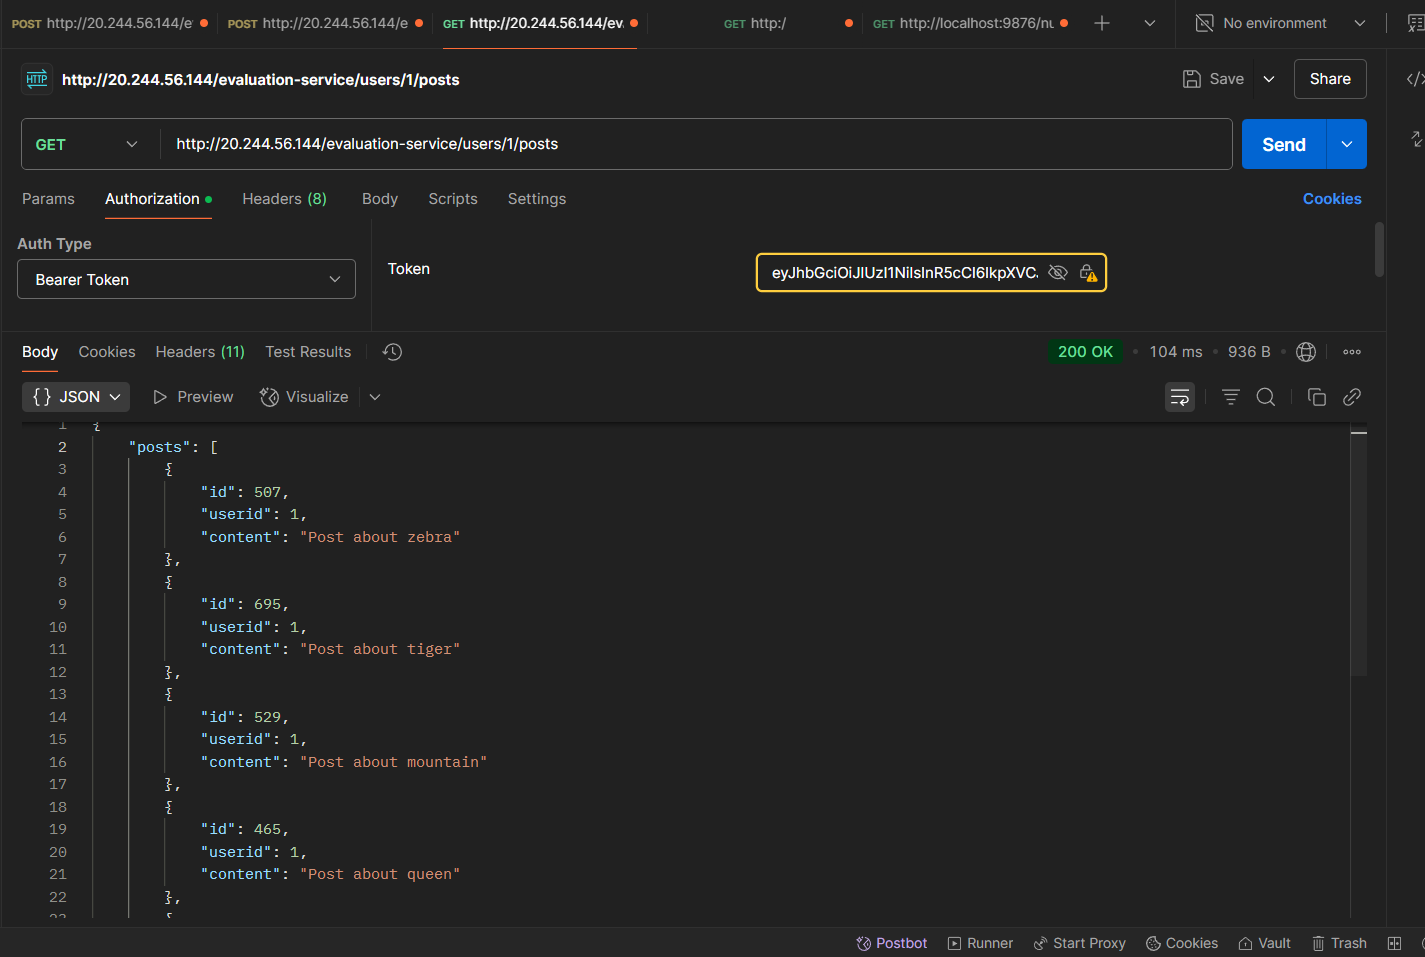 POST http://20.244.56.144/e
POST http://20.244.56.144/e
GET http://20.244.56.144/ev
GET http:/
GET http://localhost:9876/nu
No environment
HTTP
http://20.244.56.144/evaluation-service/users/1/posts
Save
Share
GET
http://20.244.56.144/evaluation-service/users/1/posts
Send
Params
Authorization
Headers (8)
Body
Scripts
Settings
Cookies
Auth Type
Bearer Token
Token
eyJhbGciOiJIUzI1NiIsInR5cCI6IkpXVC.
Body
Cookies
Headers (11)
Test Results
200 OK
104 ms
936 B
{ } JSON
Preview
Visualize
1 {
2 "posts": [
3 {
4 "id": 507,
5 "userid": 1,
6 "content": "Post about zebra"
7 },
8 {
9 "id": 695,
10 "userid": 1,
11 "content": "Post about tiger"
12 },
13 {
14 "id": 529,
15 "userid": 1,
16 "content": "Post about mountain"
17 },
18 {
19 "id": 465,
20 "userid": 1,
21 "content": "Post about queen"
22 },
23 {
Postbot
Runner
Start Proxy
Cookies
Vault
Trash